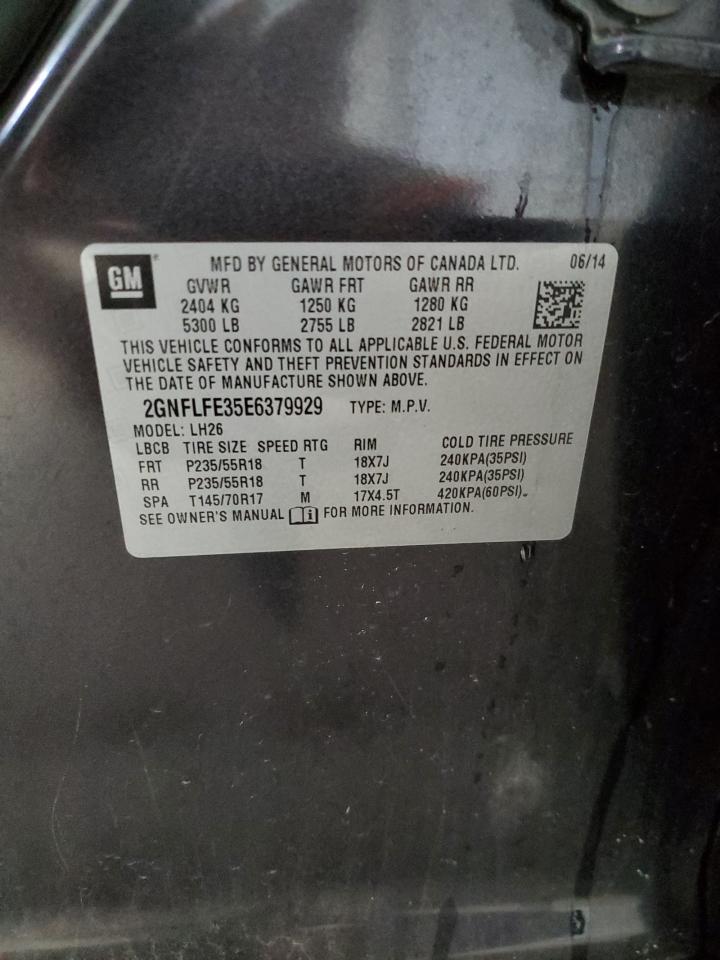 GM
MFD BY GENERAL MOTORS OF CANADA LTD. 06/14
GVWR GAWR FRT GAWR RR
2404 KG 1250 KG 1280 KG
5300 LB 2755 LB 2821 LB
THIS VEHICLE CONFORMS TO ALL APPLICABLE U.S. FEDERAL MOTOR
VEHICLE SAFETY AND THEFT PREVENTION STANDARDS IN EFFECT ON
THE DATE OF MANUFACTURE SHOWN ABOVE.
2GNFLFE35E6379929 TYPE: M.P.V.
MODEL: LH26
LBCB TIRE SIZE SPEED RTG RIM COLD TIRE PRESSURE
FRT P235/55R18 T 18X7J 240KPA(35PSI)
RR P235/55R18 T 18X7J 240KPA(35PSI)
SPA T145/70R17 M 17X4.5T 420KPA(60PSI)
SEE OWNER'S MANUAL FOR MORE INFORMATION.